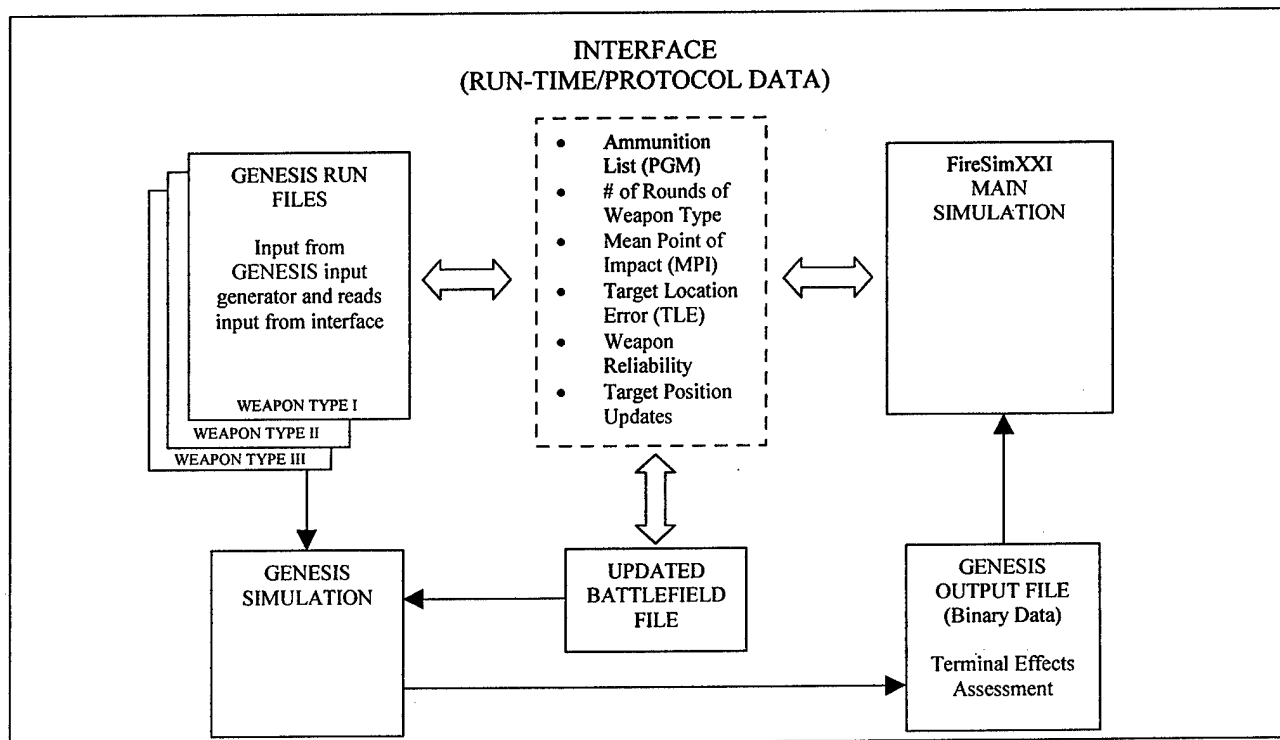 INTERFACE
(RUN-TIME/PROTOCOL DATA)
GENESIS RUN
FILES
Input from
GENESIS input
generator and reads
input from interface
WEAPON TYPE I
WEAPON TYPE II
WEAPON TYPE III
• Ammunition
List (PGM)
• # of Rounds of
Weapon Type
• Mean Point of
Impact (MPI)
• Target Location
Error (TLE)
• Weapon
Reliability
• Target Position
Updates
FireSimXXI
MAIN
SIMULATION
GENESIS
SIMULATION
UPDATED
BATTLEFIELD
FILE
GENESIS
OUTPUT FILE
(Binary Data)
Terminal Effects
Assessment